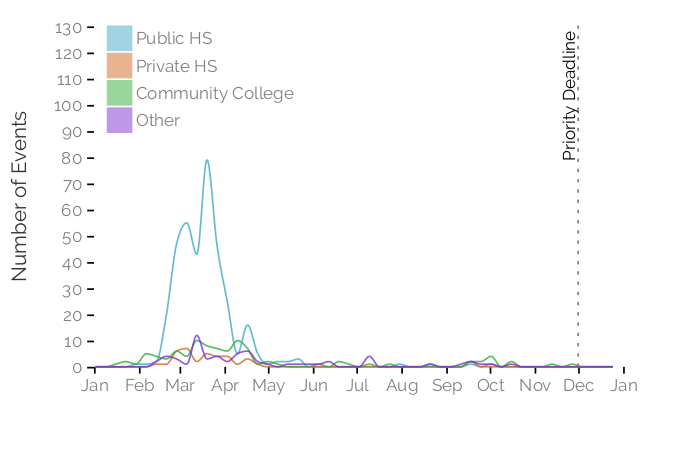 Number of Events
130
120
110
100
90
80
70
60
50
40
30
20
10
0
Public HS
Private HS
Community College
Other
Priority Deadline
Jan Feb Mar Apr May Jun Jul Aug Sep Oct Nov Dec Jan